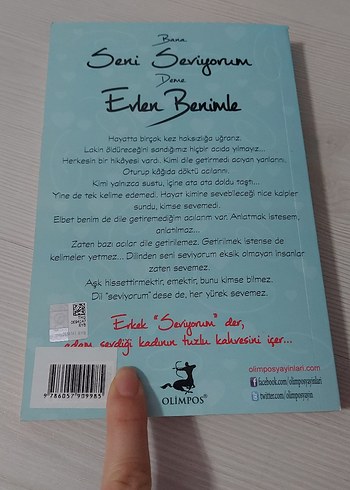 Bana
Seni Seviyorum
Deme
Evlen Benimle
Hayatta birçok kez haksızlığa uğrarız.
Lakin öldüreceğini sandığımız hiçbir acıda yılmayız...
Herkesin bir hikâyesi vardı. Kimi dile getirmedi acıyan yanlarını.
Oturup kâğıda döktü acılarını.
Kimi yalnızca sustu, içine ata ata doldu taştı...
Yine de tek kelime edemedi. Hayat kimine sevebileceği nice kalpler
sundu, kimse sevemedi.
Elbet benim de dile getiremediğim acılarım var. Anlatmak istesem,
anlatılmaz...
Zaten bazı acılar dile getirilemez. Getirilmek istense de
kelimeler yetmez... Dilinden seni seviyorum eksik olmayan insanlar
zaten sevemez.
Aşk hissettirmektir, emektir, bunu kimse bilmez.
Dil "seviyorum" dese de, her yürek sevemez.
Erkek "Seviyorum" der,
adam sevdiği kadının tuzlu kahvesini içer...
olimposyayinlari.com
facebook.com/olimposyayinlari
twitter.com/olimposyayin
OLİMPOS
9 786057 909985